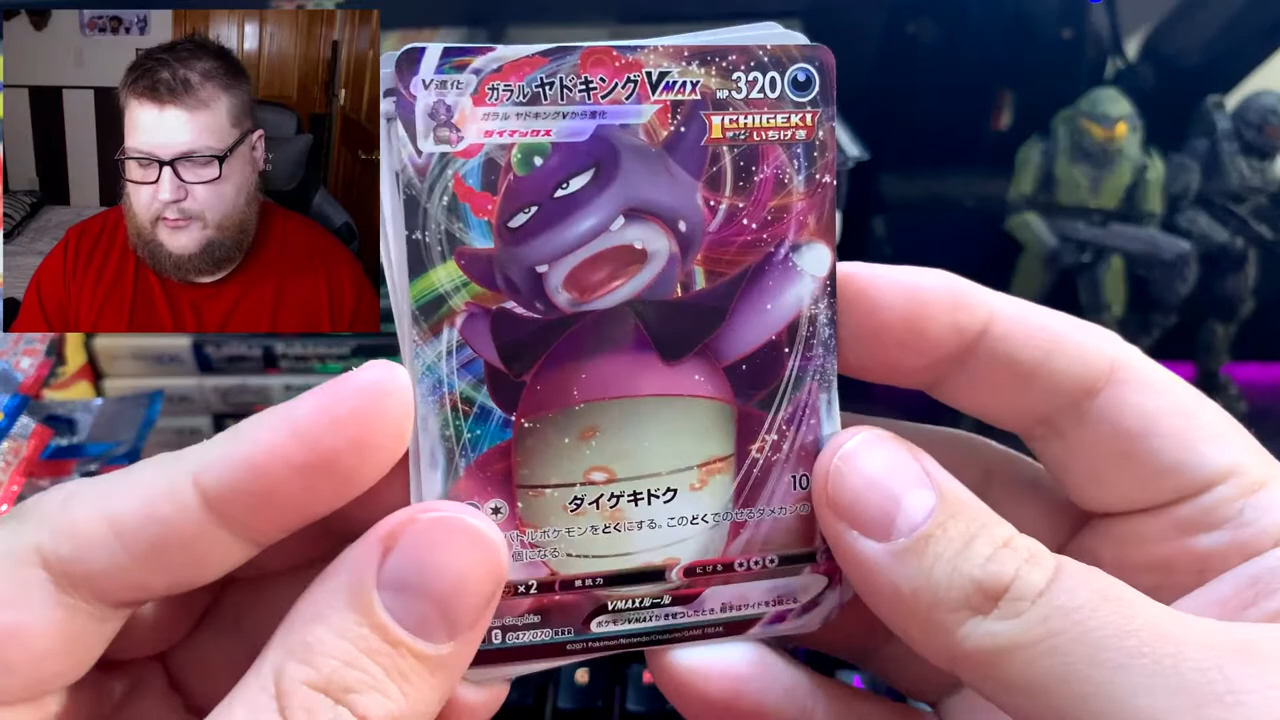 V進化
ガラル ヤドキング VMAX
HP 320
ガラル ヤドキングVから進化
ダイマックス
ICHIGEKI
いちげき
ダイゲキドク
10
バトルポケモンをどくにする。このどくでのせるダメカンの
個になる。
×2
抵抗力
にげる
VMAXルール
ポケモンVMAXがきぜつしたとき、相手はサイドを3枚とる。
Graphics
E 047/070 RRR
©2021 Pokémon/Nintendo/Creatures/GAME FREAK